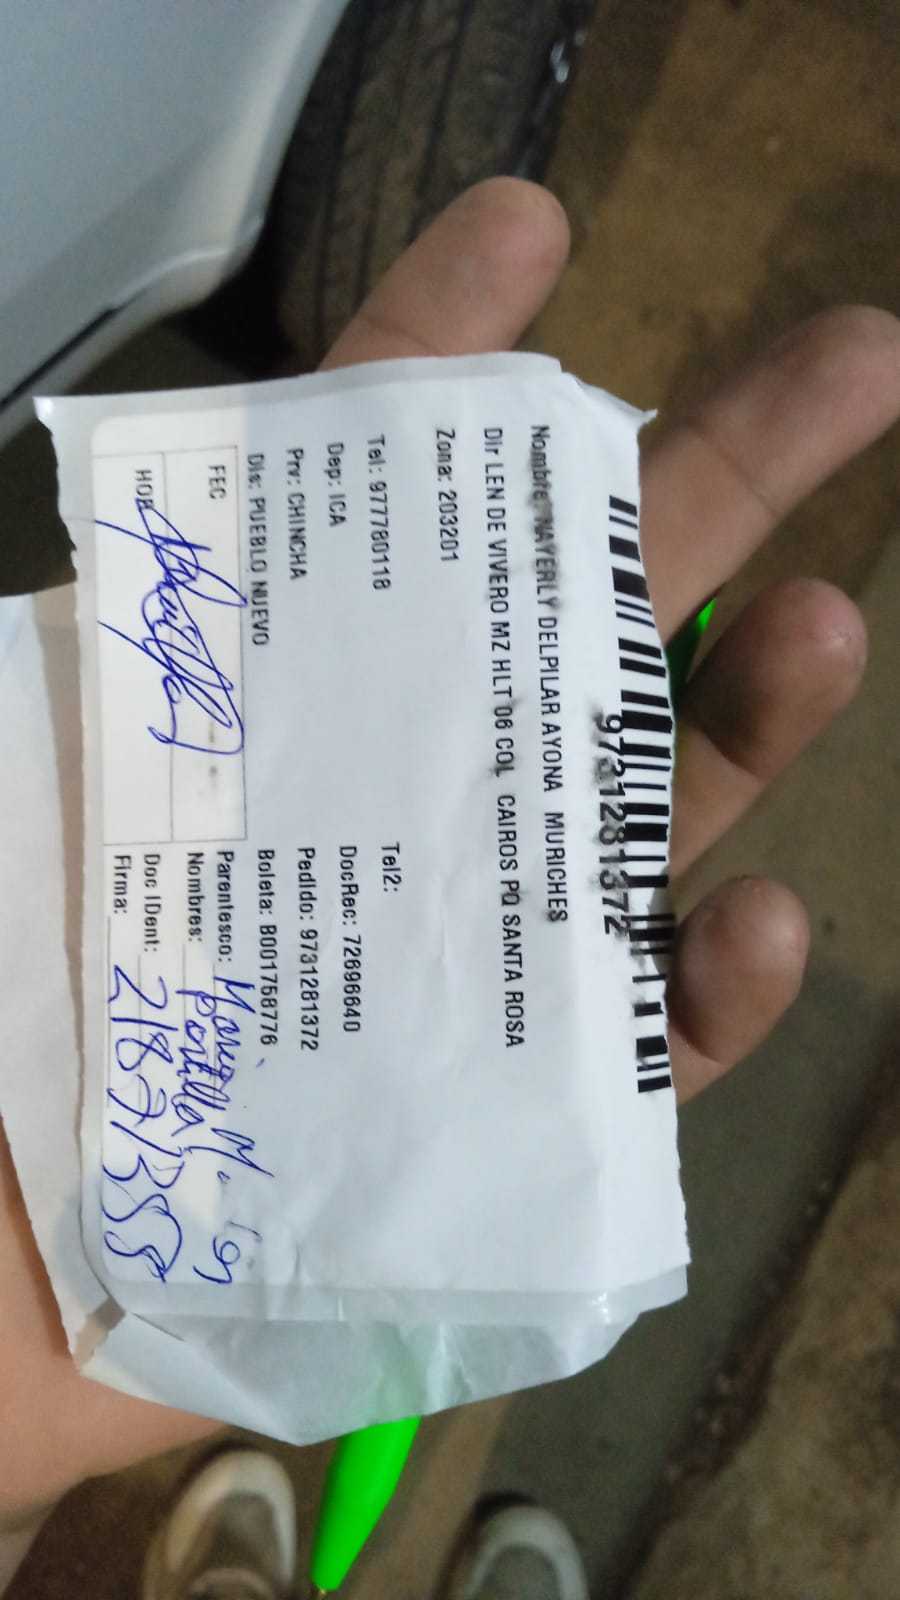 9731281372
Nombre: NAYERLY DELPILAR AYONA MURICHES
Dir LEN DE VIVERO MZ HLT 06 COL CAIROS PQ SANTA ROSA
Zona: 203201
Tel: 977780118 Tel2:
Dep: ICA DocRec: 72696640
Prv: CHINCHA Pedido: 9731281372
Dis: PUEBLO NUEVO Boleta: B001758776
FEC Parentesco:
Nombres: Portilla
HOR Doc IDent: 21871388
Firma: